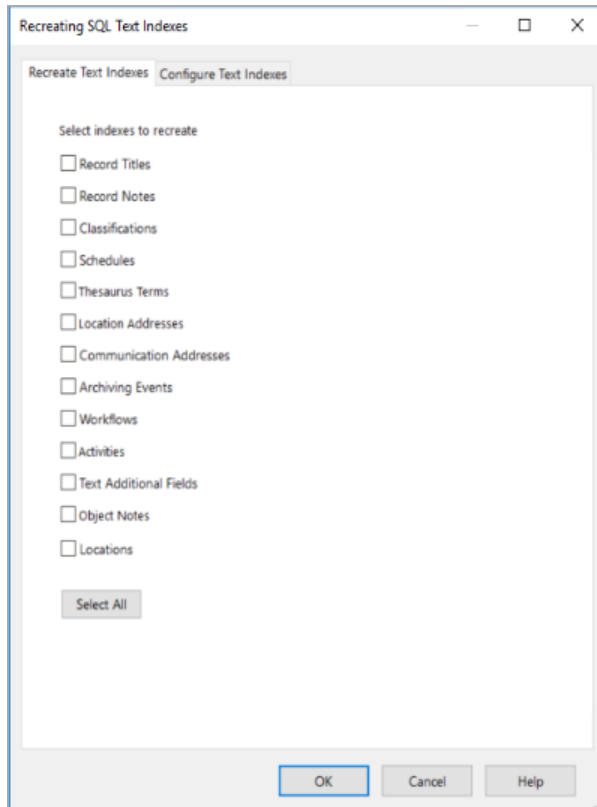 Recreating SQL Text Indexes
Recreate Text Indexes Configure Text Indexes
Select indexes to recreate
Record Titles
Record Notes
Classifications
Schedules
Thesaurus Terms
Location Addresses
Communication Addresses
Archiving Events
Workflows
Activities
Text Additional Fields
Object Notes
Locations
Select All
OK Cancel Help